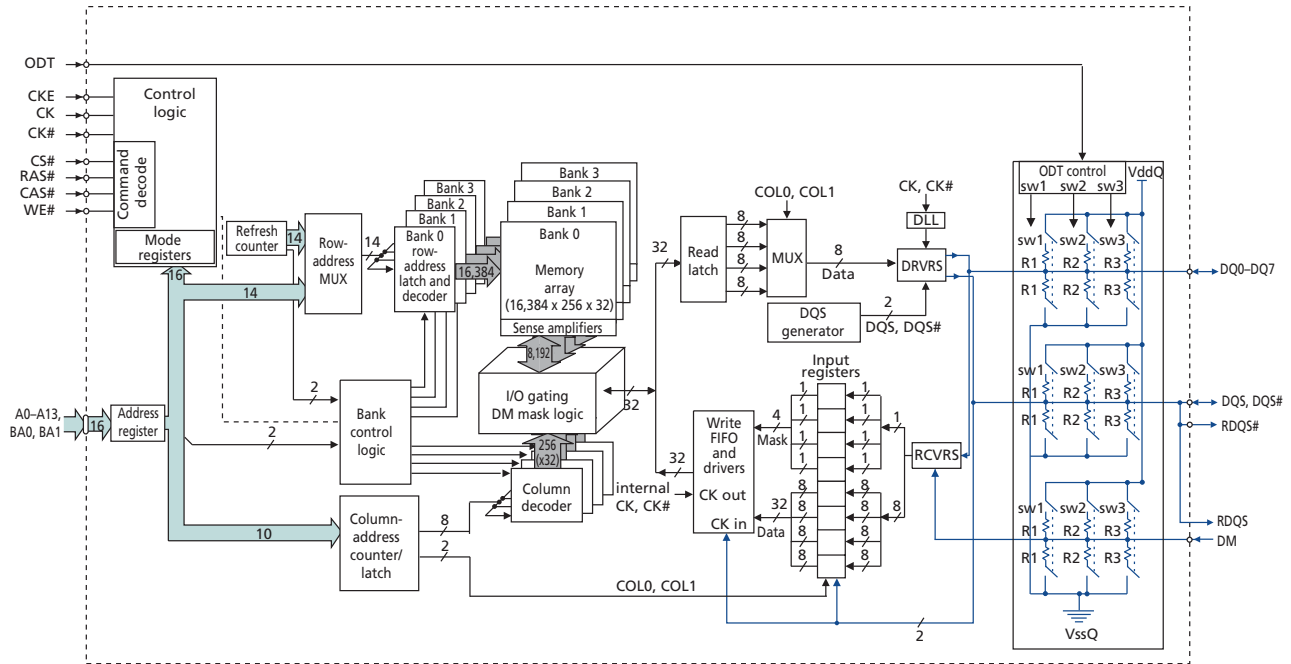 ODT
CKE
CK
CK#
CS#
RAS#
CAS#
WE#
Control
logic
Command
decode
Mode
registers
16
Refresh
counter
14
Row-
address
MUX
14
14
Bank 3
Bank 2
Bank 1
Bank 0
row-
address
latch and
decoder
16,384
Bank 3
Bank 2
Bank 1
Bank 0
Memory
array
(16,384 x 256 x 32)
Sense amplifiers
8,192
I/O gating
DM mask logic
32
32
Read
latch
8
8
8
8
COL0, COL1
MUX
8
Data
CK, CK#
DLL
DRVRS
DQS
generator
2
DQS, DQS#
A0–A13,
BA0, BA1
16
Address
register
2
2
Bank
control
logic
256
(x32)
Column
decoder
10
Column-
address
counter/
latch
8
2
COL0, COL1
internal
CK, CK#
32
Write
FIFO
and
drivers
CK out
CK in
4
Mask
32
Data
Input
registers
1
1
1
1
1
1
1
1
8
8
8
8
8
8
8
8
1
8
RCVRS
2
ODT control
sw1
sw2
sw3
VddQ
sw1
sw2
sw3
R1
R2
R3
R1
R2
R3
sw1
sw2
sw3
R1
R2
R3
R1
R2
R3
sw1
sw2
sw3
R1
R2
R3
R1
R2
R3
VssQ
DQ0–DQ7
DQS, DQS#
RDQS#
RDQS
DM